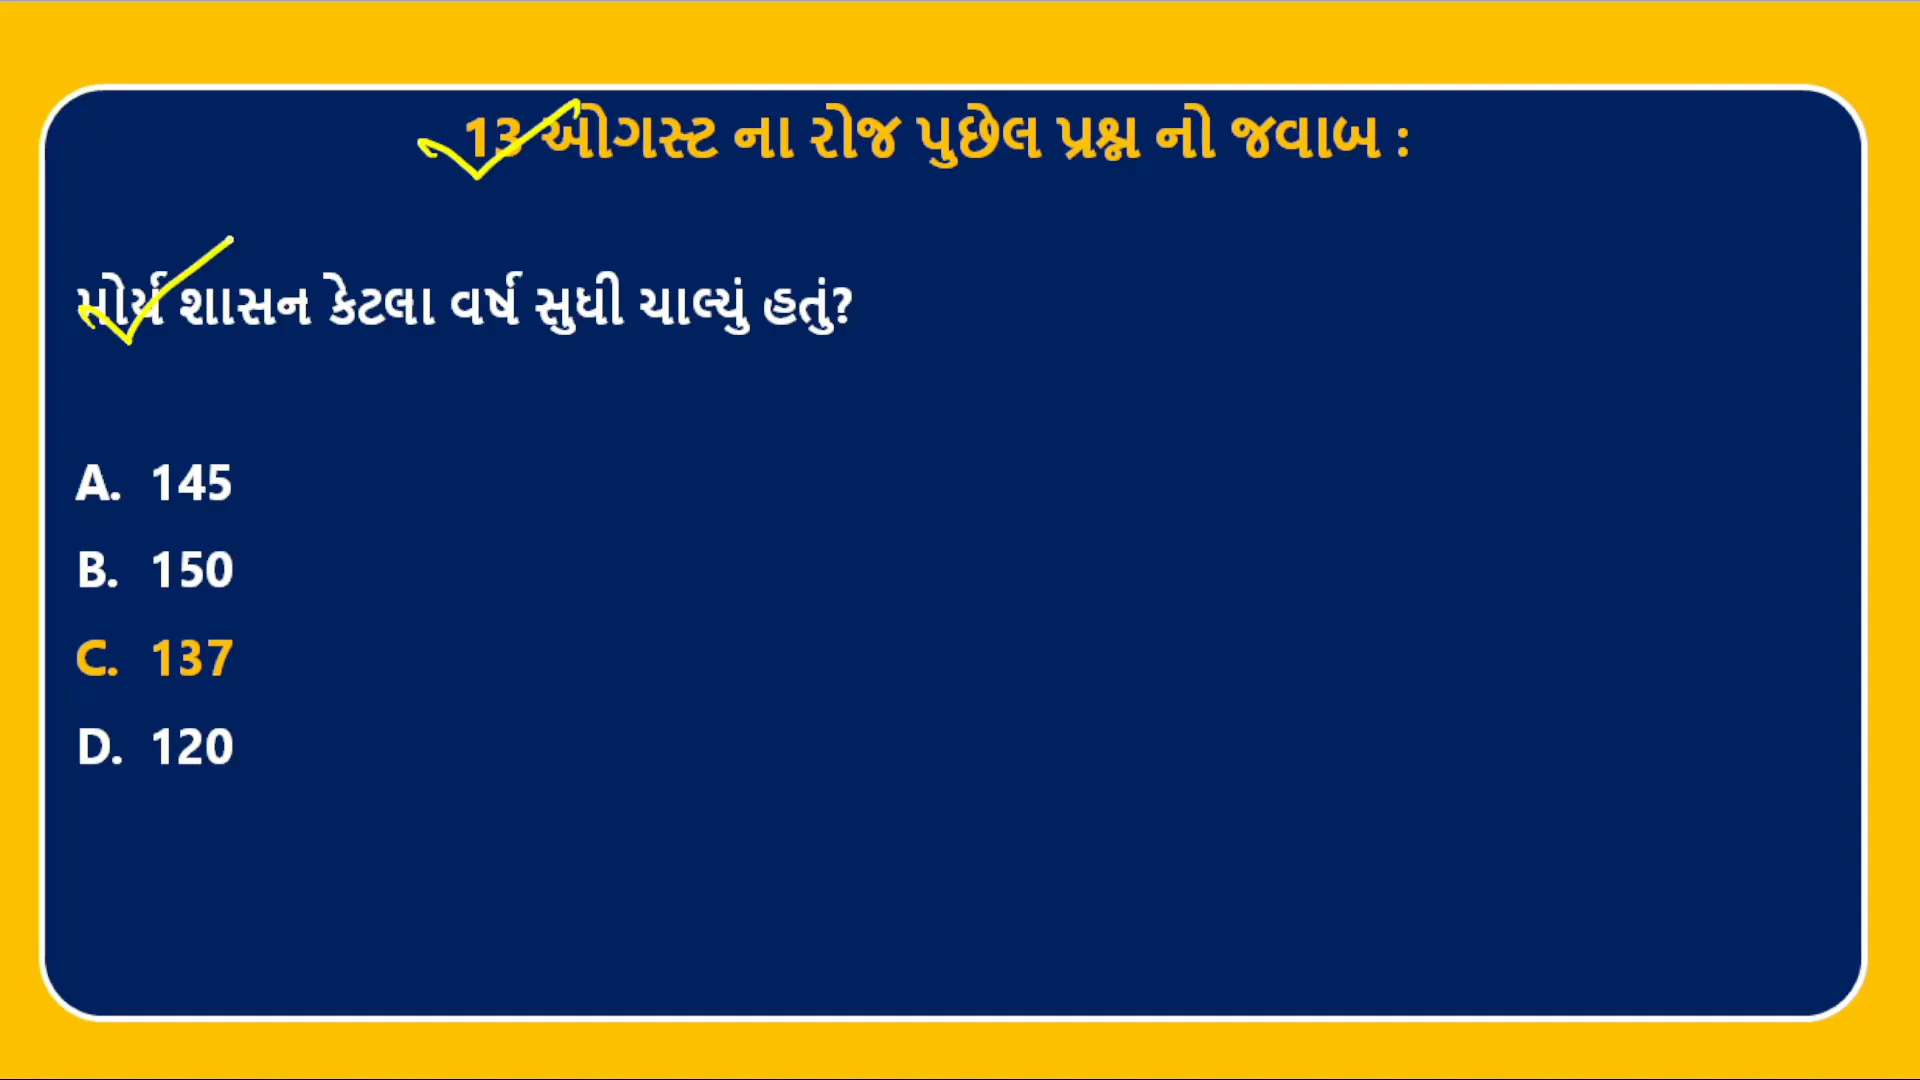 13 ઓગસ્ટ ના રોજ પુછેલ પ્રશ્ન નો જવાબ :
મોર્ય શાસન કેટલા વર્ષ સુધી ચાલ્યું હતું?
A. 145
B. 150
C. 137
D. 120